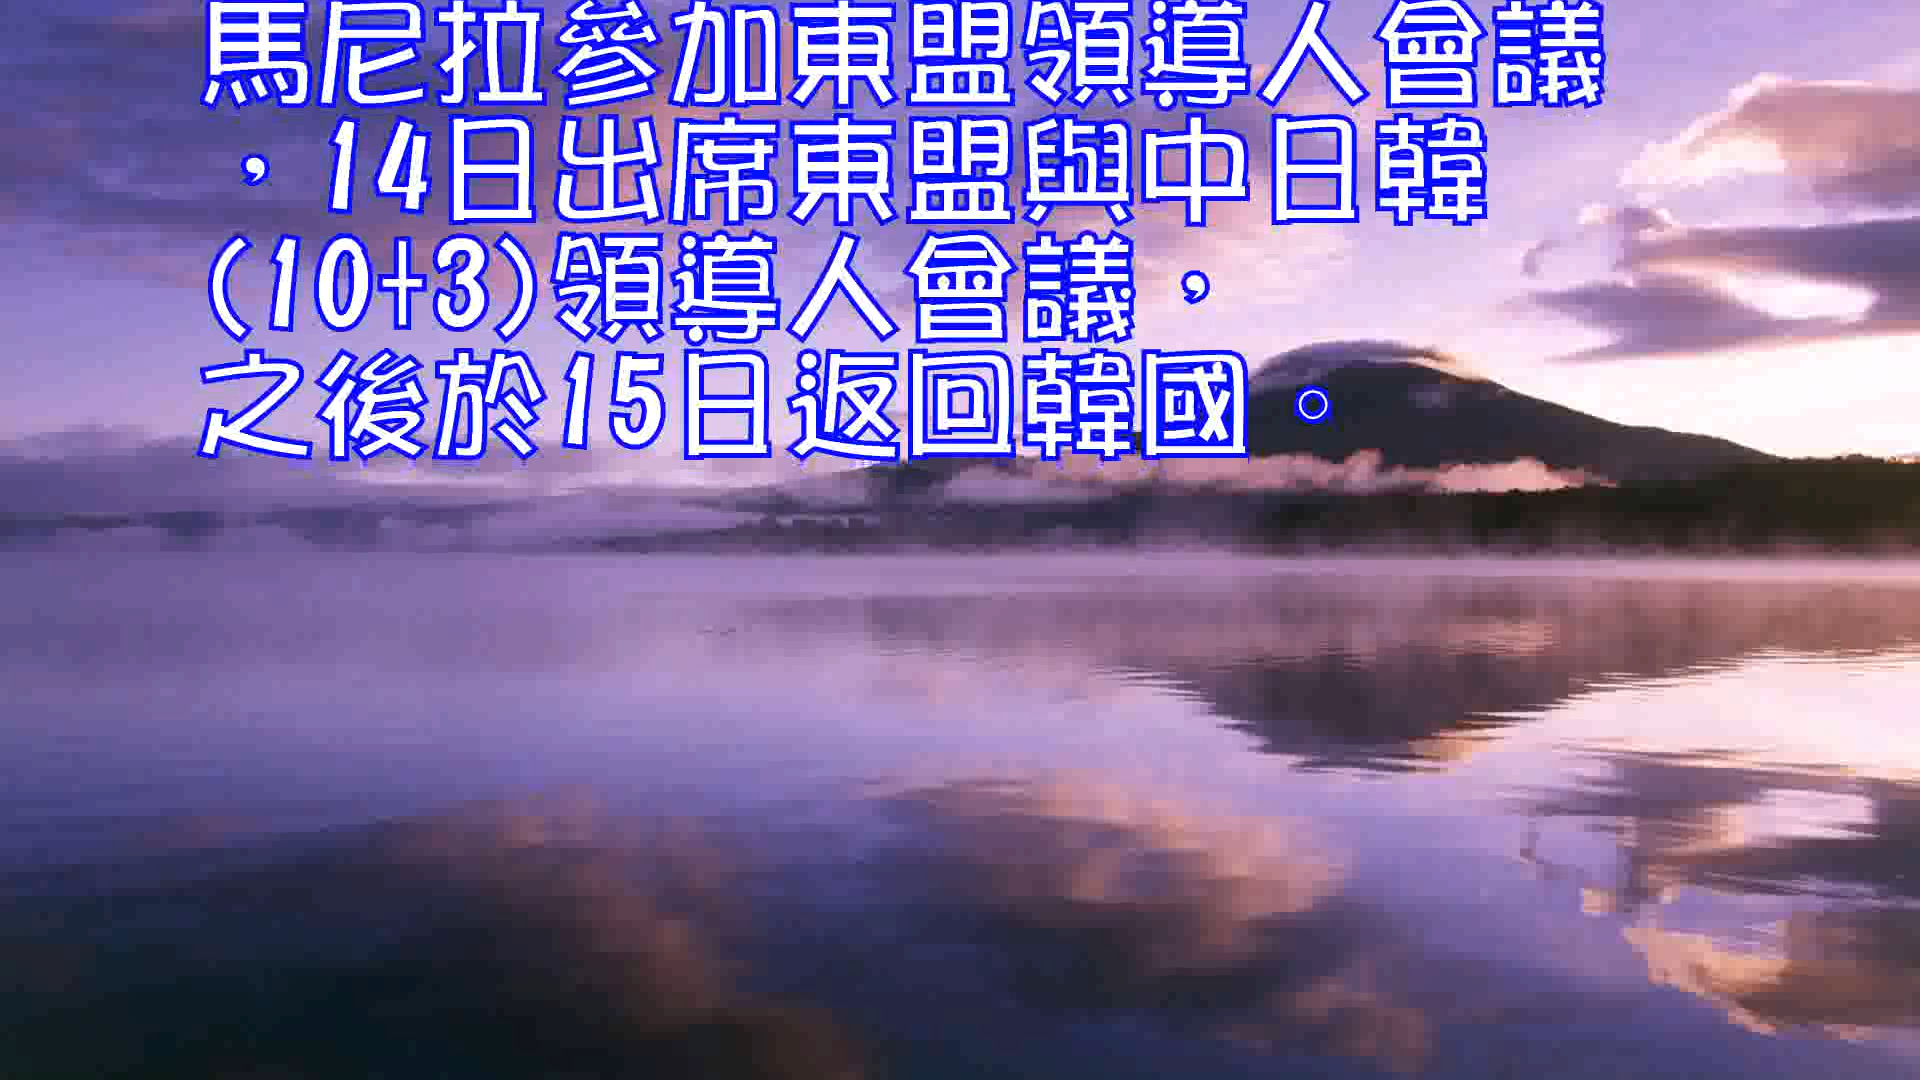 馬尼拉參加東盟領導人會議
，14日出席東盟與中日韓
(10+3)領導人會議，
之後於15日返回韓國。